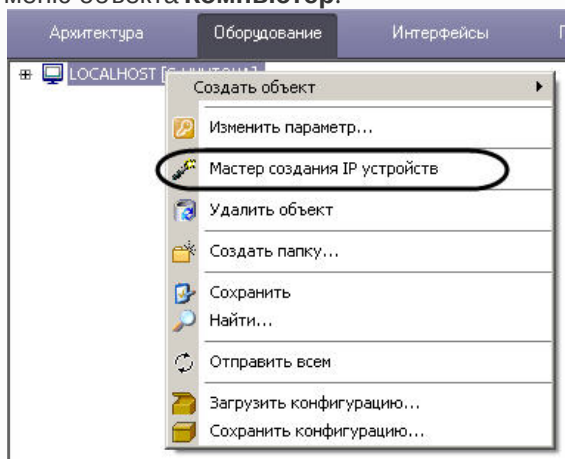 меню объекта Компьютер.
Архитектура Оборудование Интерфейсы
LOCALHOST
Создать объект
Изменить параметр...
Мастер создания IP устройств
Удалить объект
Создать папку...
Сохранить
Найти...
Отправить всем
Загрузить конфигурацию...
Сохранить конфигурацию...